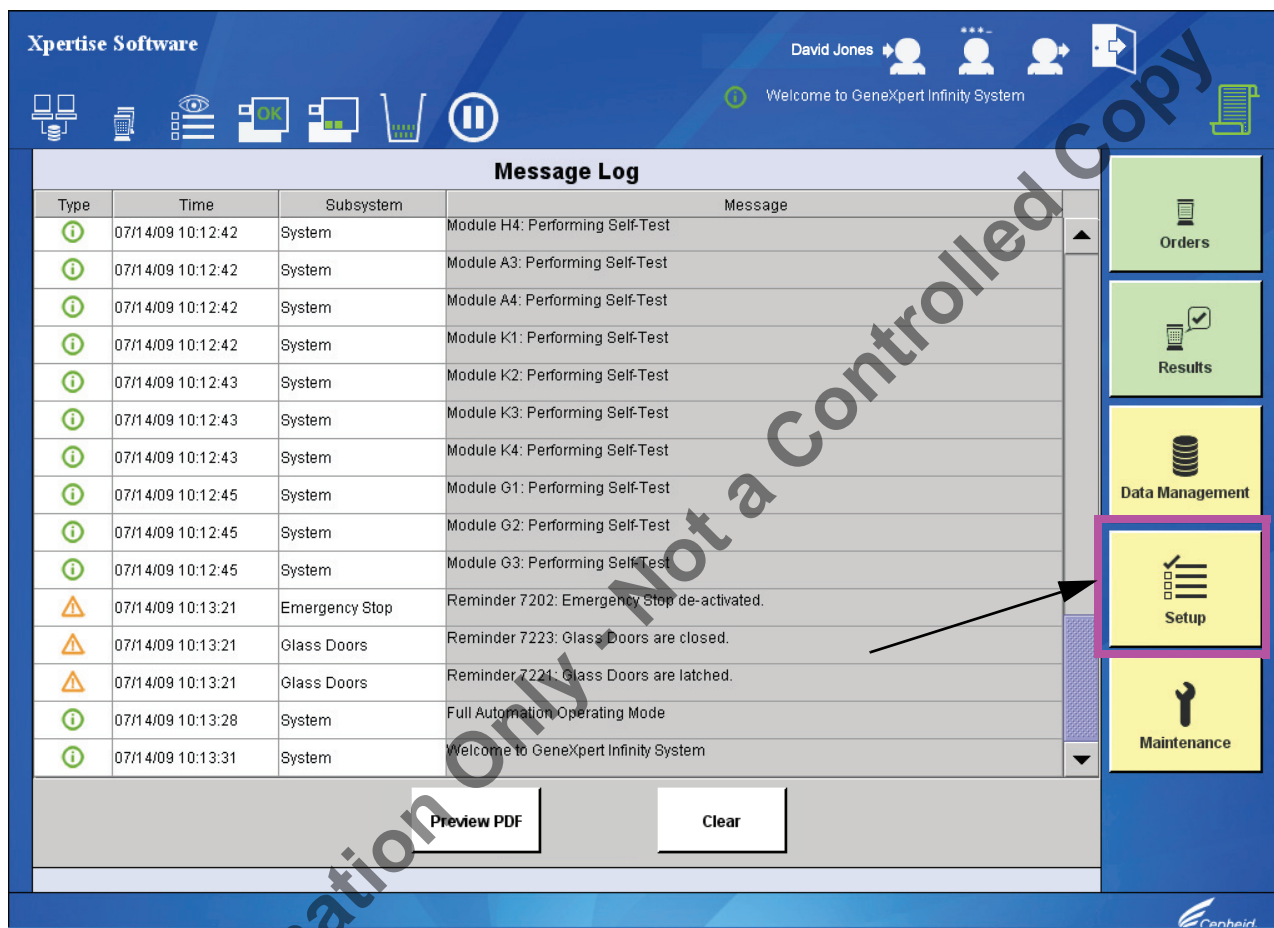 Xpertise Software
David Jones
***_
Welcome to GeneXpert Infinity System
OK
Message Log
Type Time Subsystem Message
07/14/09 10:12:42 System Module H4: Performing Self-Test
07/14/09 10:12:42 System Module A3: Performing Self-Test
07/14/09 10:12:42 System Module A4: Performing Self-Test
07/14/09 10:12:42 System Module K1: Performing Self-Test
07/14/09 10:12:43 System Module K2: Performing Self-Test
07/14/09 10:12:43 System Module K3: Performing Self-Test
07/14/09 10:12:43 System Module K4: Performing Self-Test
07/14/09 10:12:45 System Module G1: Performing Self-Test
07/14/09 10:12:45 System Module G2: Performing Self-Test
07/14/09 10:12:45 System Module G3: Performing Self-Test
07/14/09 10:13:21 Emergency Stop Reminder 7202: Emergency Stop de-activated.
07/14/09 10:13:21 Glass Doors Reminder 7223: Glass Doors are closed.
07/14/09 10:13:21 Glass Doors Reminder 7221: Glass Doors are latched.
07/14/09 10:13:28 System Full Automation Operating Mode
07/14/09 10:13:31 System Welcome to GeneXpert Infinity System
Preview PDF
Clear
Orders
Results
Data Management
Setup
Maintenance
Cepheid.
ation Only - Not a Controlled Copy